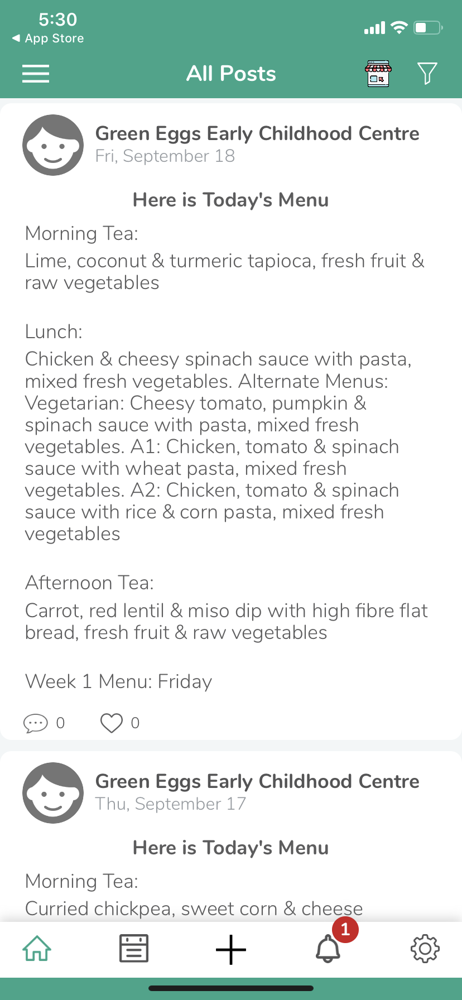 5:30
◀ App Store
All Posts
Green Eggs Early Childhood Centre
Fri, September 18
Here is Today's Menu
Morning Tea:
Lime, coconut & turmeric tapioca, fresh fruit &
raw vegetables
Lunch:
Chicken & cheesy spinach sauce with pasta,
mixed fresh vegetables. Alternate Menus:
Vegetarian: Cheesy tomato, pumpkin &
spinach sauce with pasta, mixed fresh
vegetables. A1: Chicken, tomato & spinach
sauce with wheat pasta, mixed fresh
vegetables. A2: Chicken, tomato & spinach
sauce with rice & corn pasta, mixed fresh
vegetables
Afternoon Tea:
Carrot, red lentil & miso dip with high fibre flat
bread, fresh fruit & raw vegetables
Week 1 Menu: Friday
0 0
Green Eggs Early Childhood Centre
Thu, September 17
Here is Today's Menu
Morning Tea:
Curried chickpea, sweet corn & cheese
1